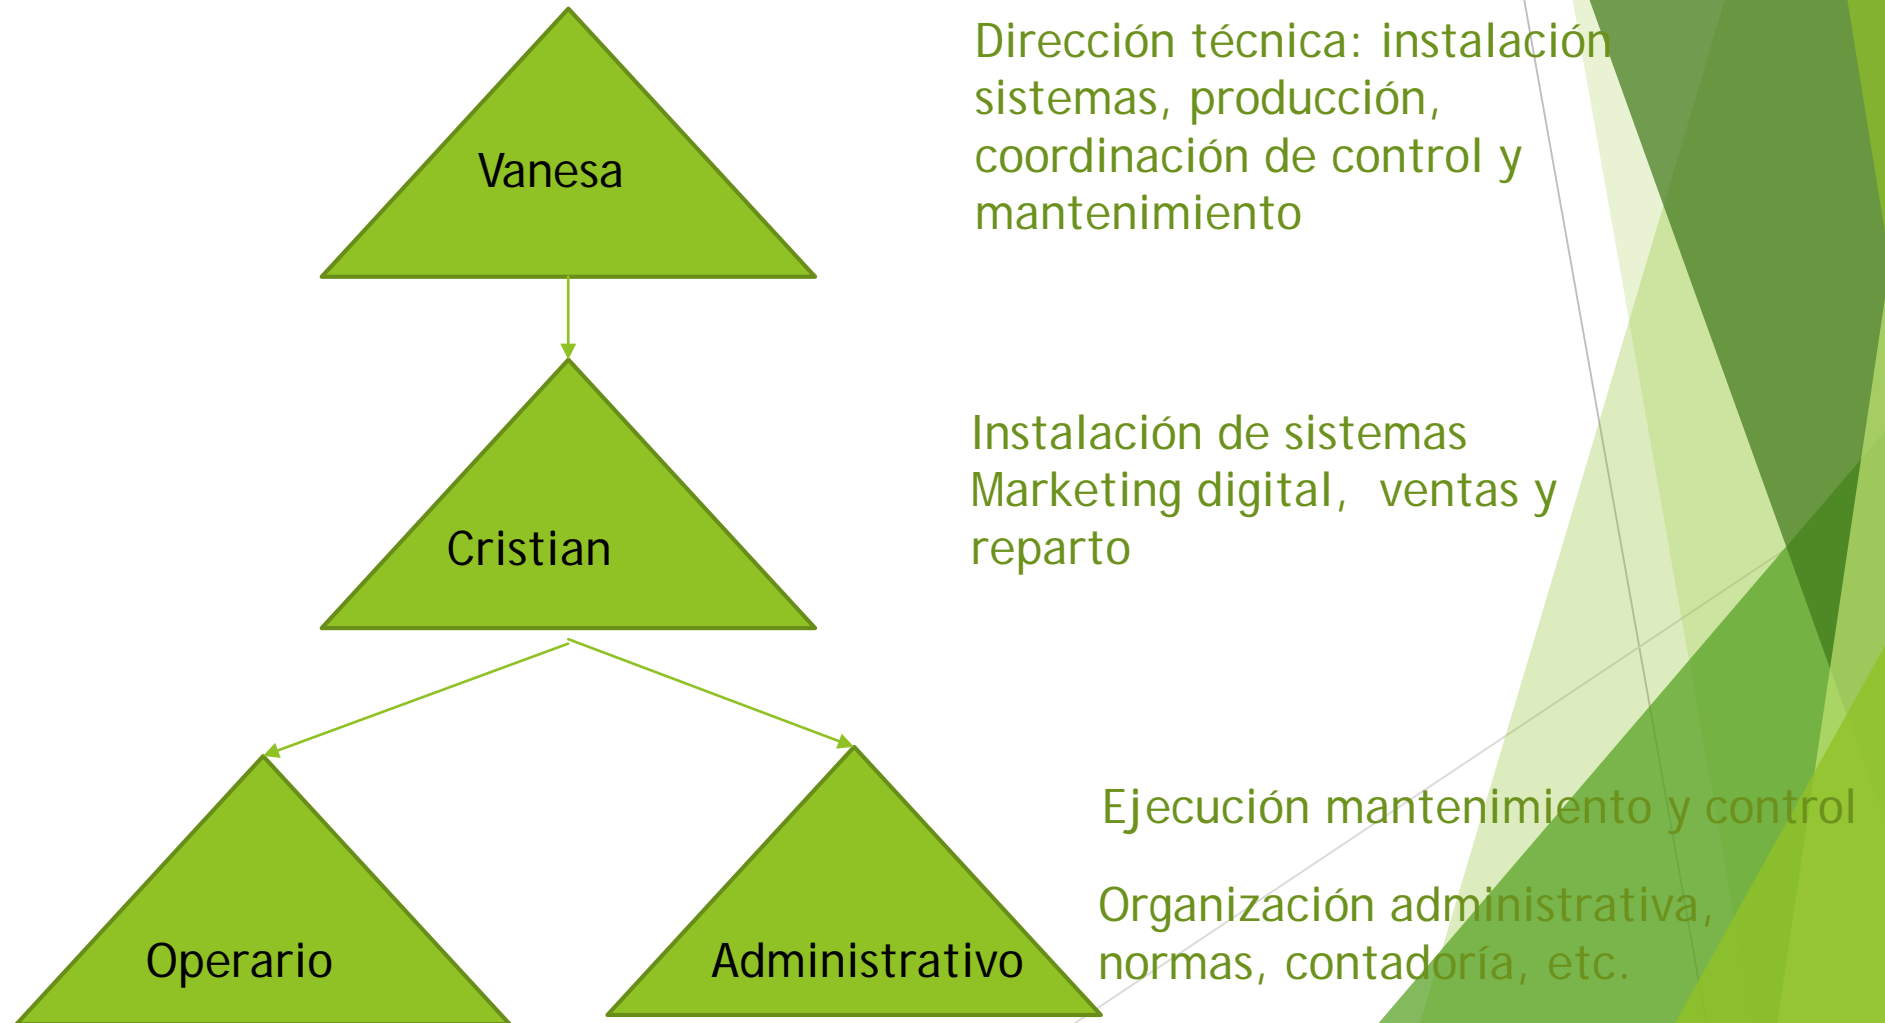 Vanesa
Dirección técnica: instalación
sistemas, producción,
coordinación de control y
mantenimiento
Cristian
Instalación de sistemas
Marketing digital,  ventas y
reparto
Operario
Administrativo
Ejecución mantenimiento y control
Organización administrativa,
normas, contadoría, etc.